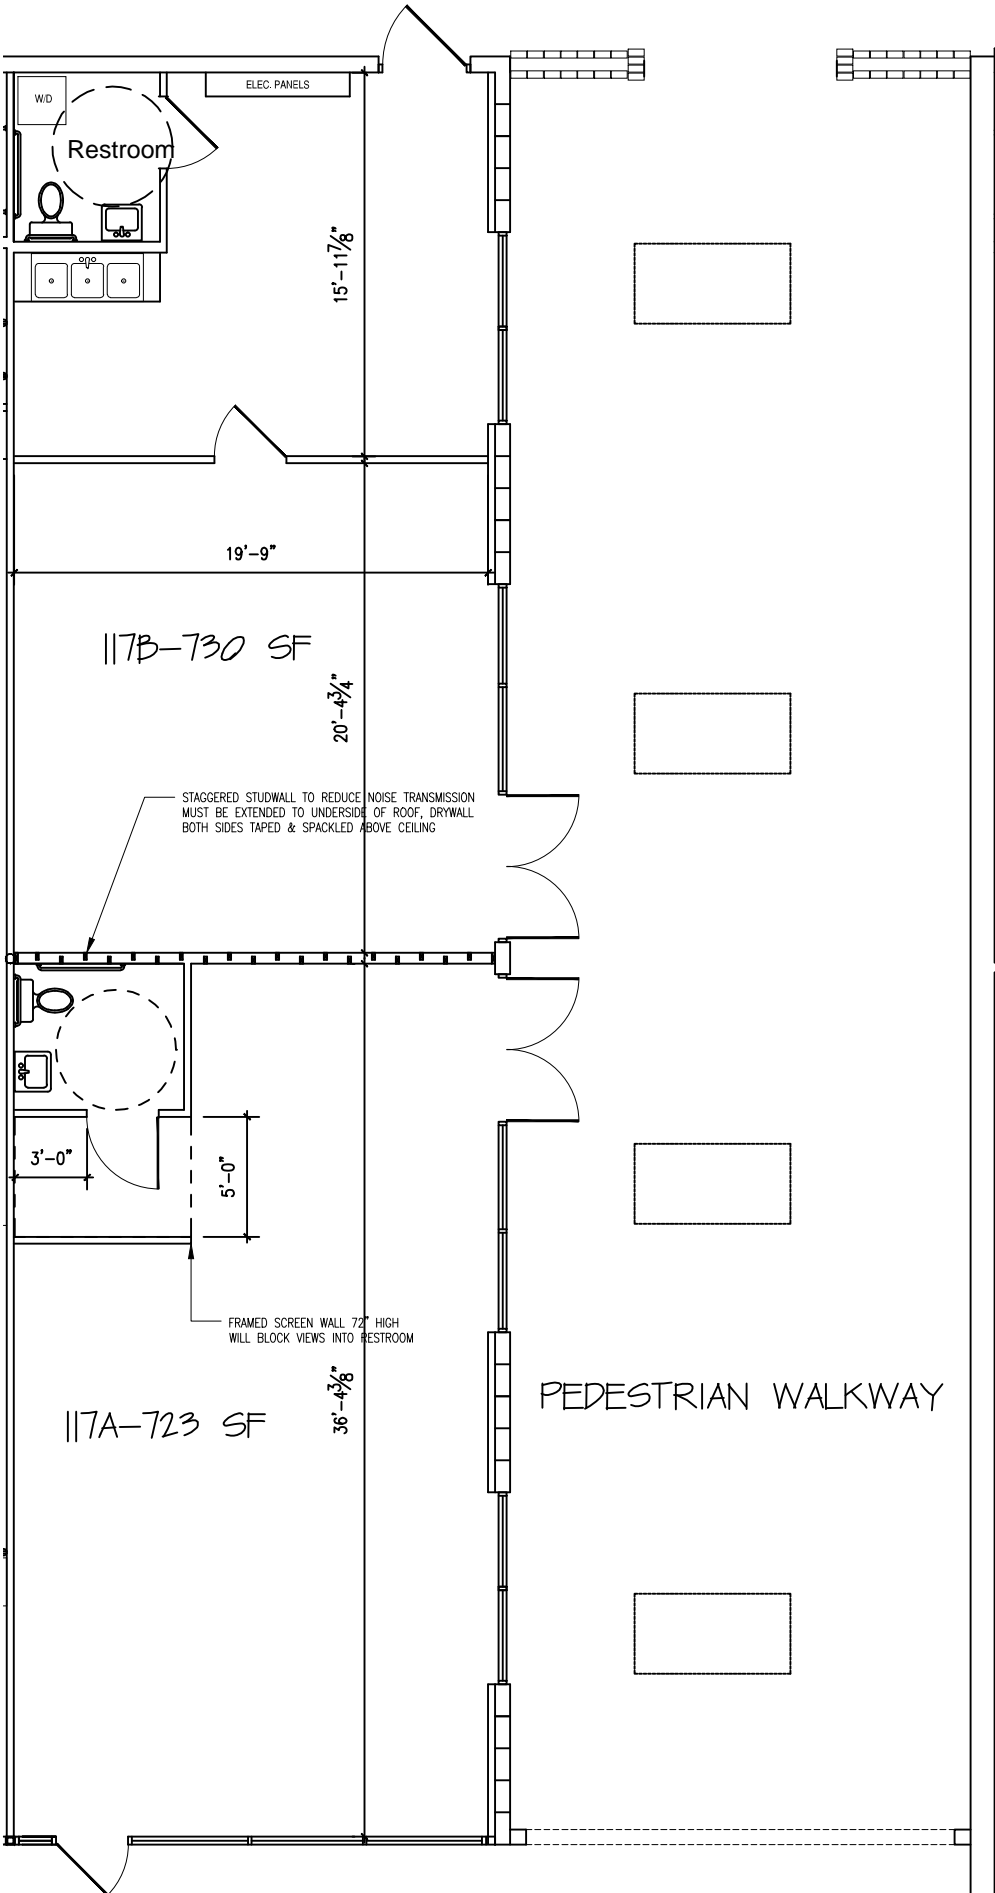 ELEC. PANELS
W/D
Restroom
15'-11⅞"
19'-9"
117B-730 SF
20'-4¾"
STAGGERED STUDWALL TO REDUCE NOISE TRANSMISSION
MUST BE EXTENDED TO UNDERSIDE OF ROOF, DRYWALL
BOTH SIDES TAPED & SPACKLED ABOVE CEILING
3'-0"
5'-0"
FRAMED SCREEN WALL 72" HIGH
WILL BLOCK VIEWS INTO RESTROOM
36'-4⅜"
PEDESTRIAN WALKWAY
117A-723 SF